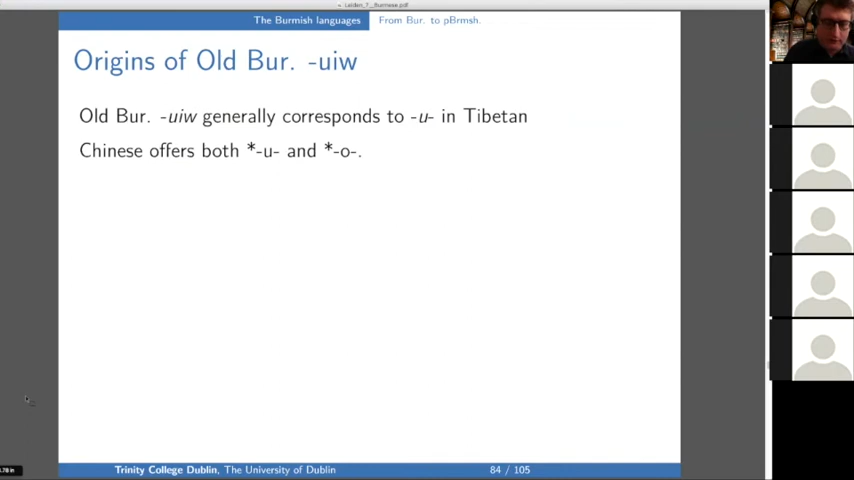 Leiden_7__Burmese.pdf
The Burmish languages From Bur. to pBrmsh.
Origins of Old Bur. -uiw
Old Bur. -uiw generally corresponds to -u- in Tibetan
Chinese offers both *-u- and *-o-.
Trinity College Dublin, The University of Dublin 84 / 105